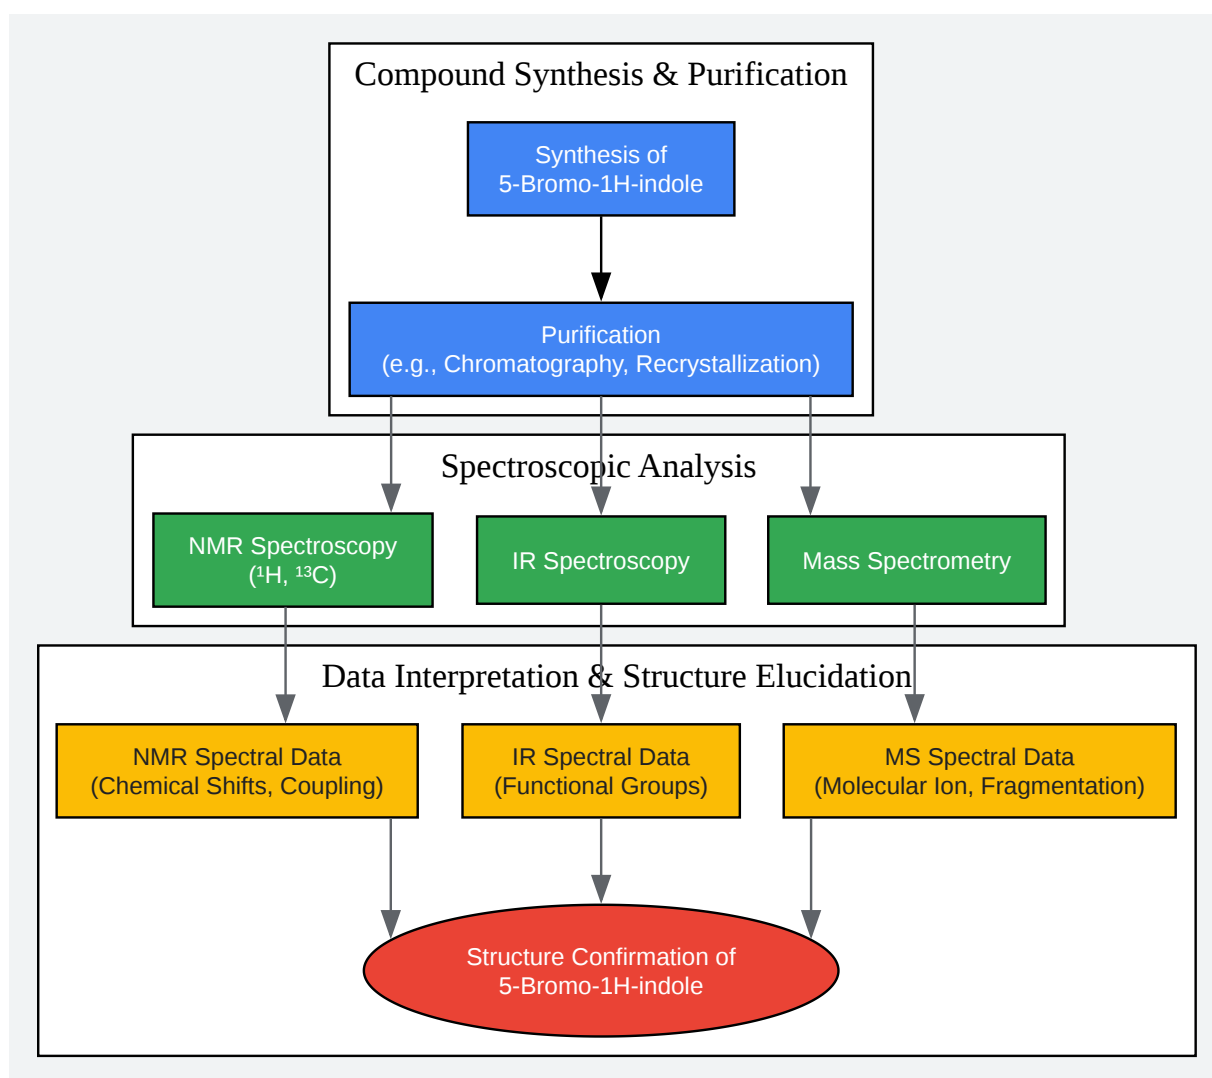 Compound Synthesis & Purification
Synthesis of
5-Bromo-1H-indole
Purification
(e.g., Chromatography, Recrystallization)
Spectroscopic Analysis
NMR Spectroscopy
(¹H, ¹³C)
IR Spectroscopy
Mass Spectrometry
Data Interpretation & Structure Elucidation
NMR Spectral Data
(Chemical Shifts, Coupling)
IR Spectral Data
(Functional Groups)
MS Spectral Data
(Molecular Ion, Fragmentation)
Structure Confirmation of
5-Bromo-1H-indole